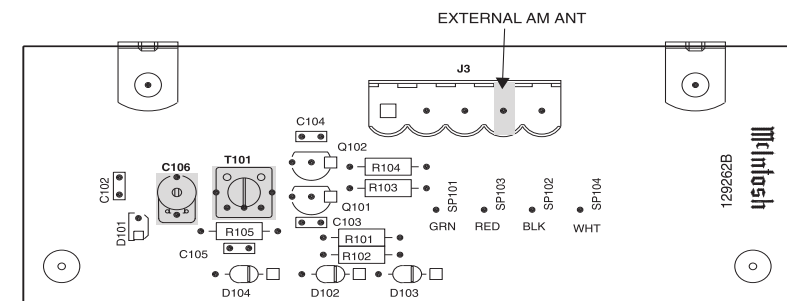 EXTERNAL AM ANT
J3
C104
Q102
C106
T101
R104
C102
R103
SP101
SP103
SP102
SP104
129262B
McIntosh
Q101
D101
C103
R105
GRN
RED
BLK
WHT
R101
C105
R102
D104
D102
D103